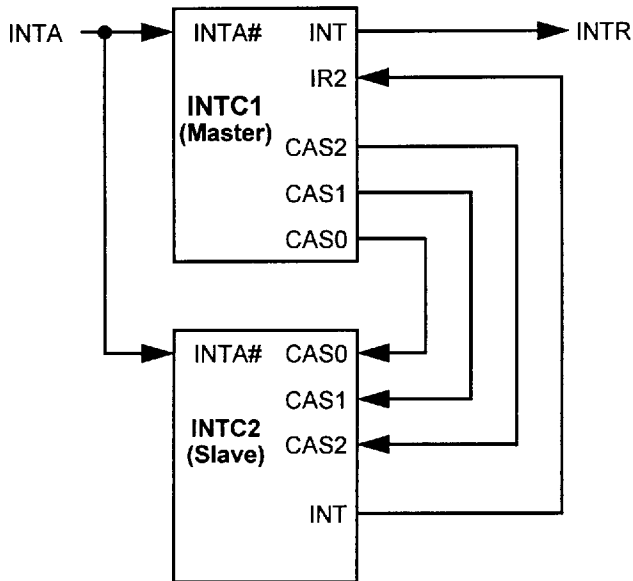 INTA
INTA#
INT
INTR
IR2
INTC1
(Master)
CAS2
CAS1
CAS0
INTA#
CAS0
CAS1
INTC2
(Slave)
CAS2
INT